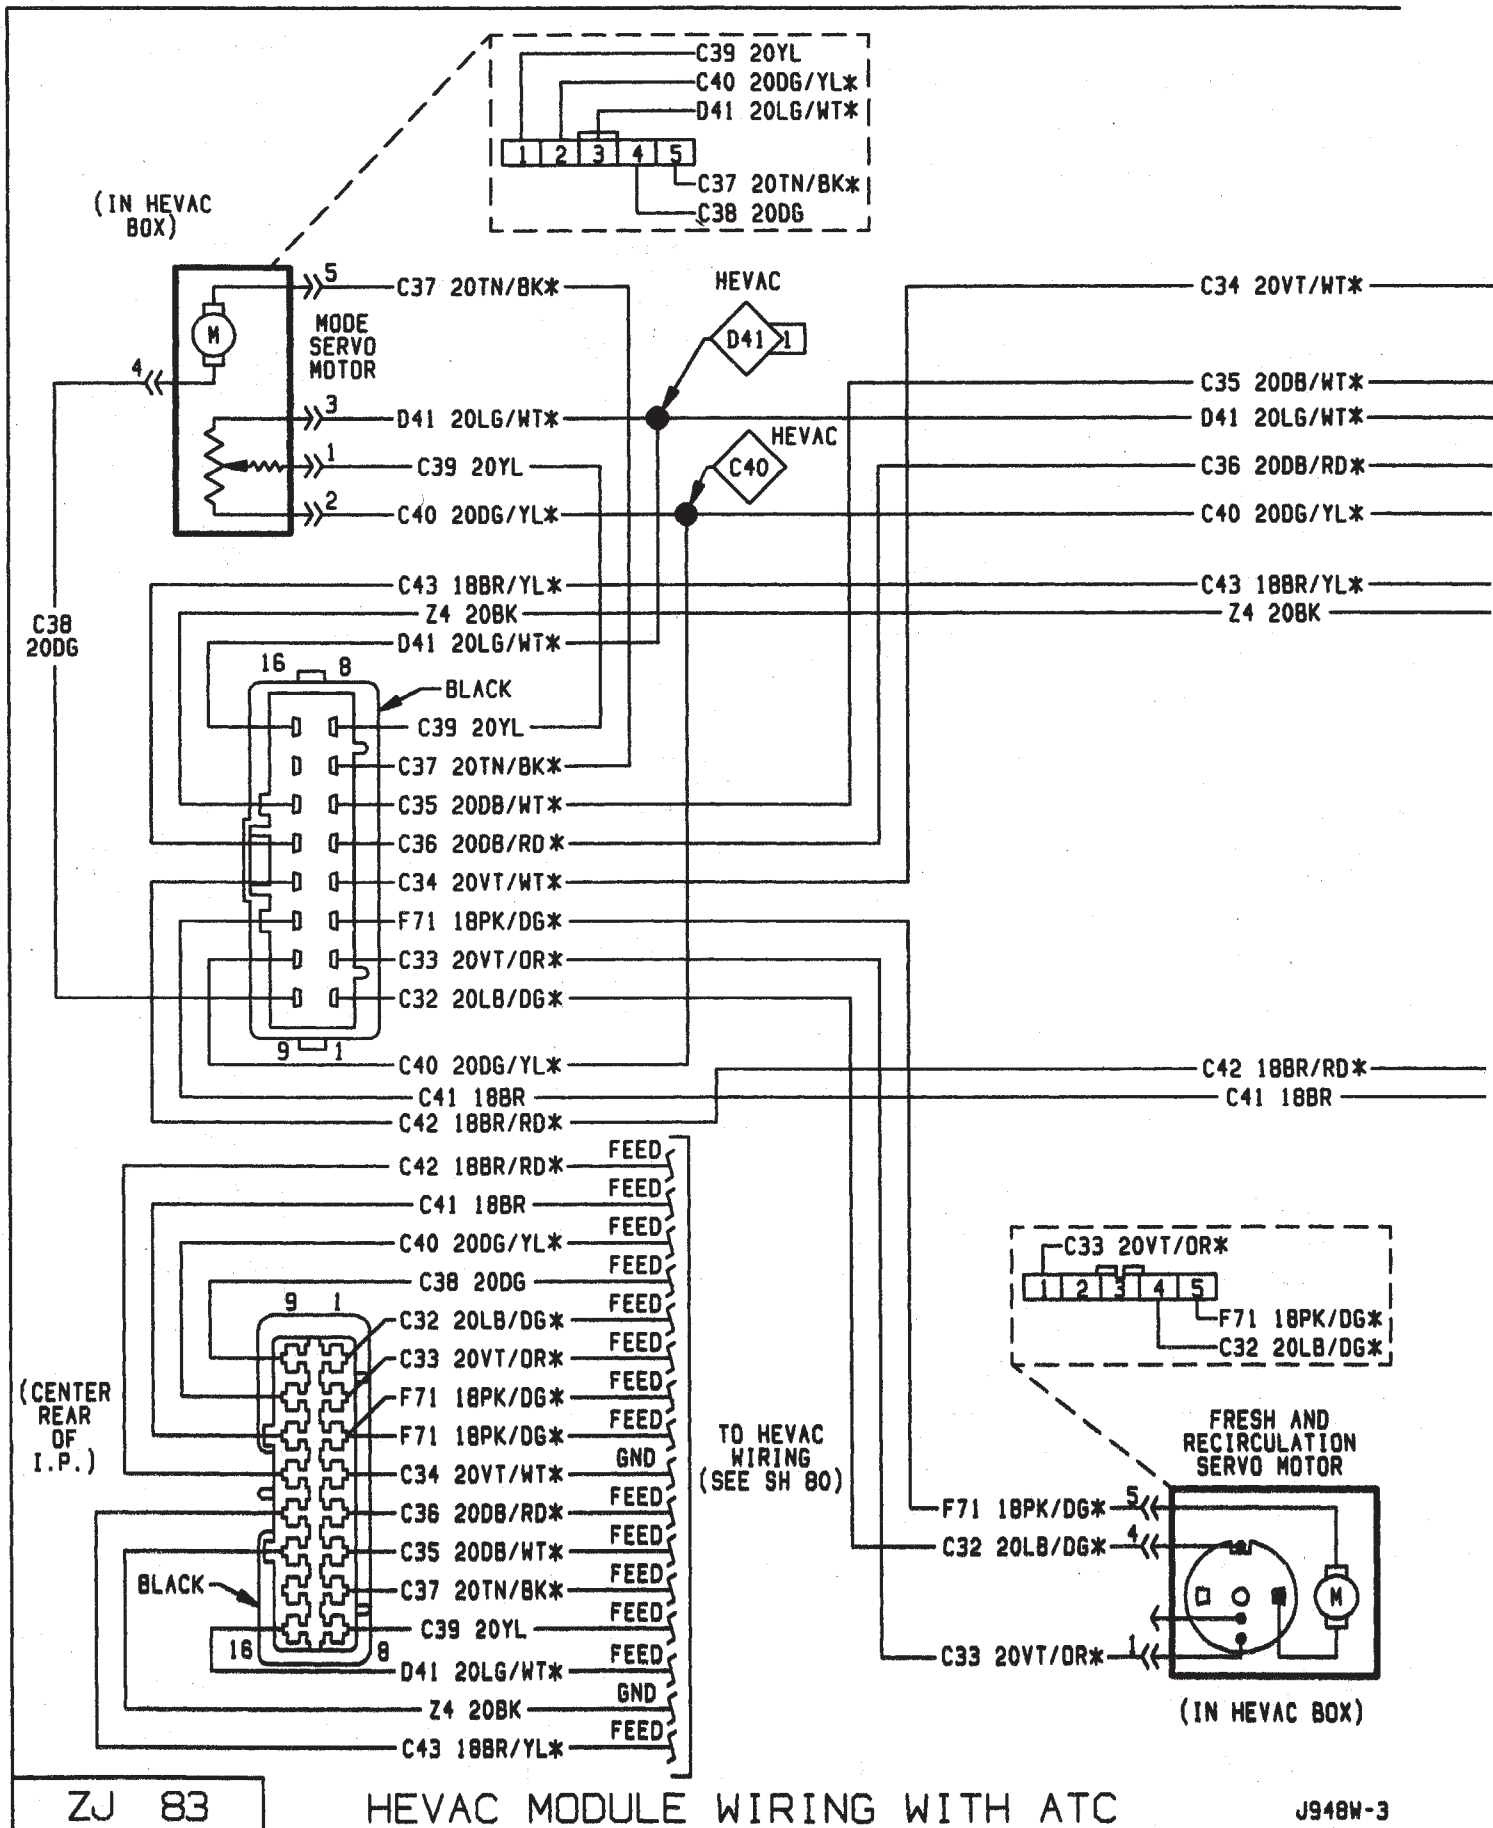 C39 20YL
C40 20DG/YL*
D41 20LG/WT*
1 2 3 4 5
C37 20TN/BK*
C38 20DG
(IN HEVAC
BOX)
5
C37 20TN/BK*
HEVAC
C34 20VT/WT*
M
MODE
SERVO
MOTOR
D41 1
4
C35 20DB/WT*
3
D41 20LG/WT*
D41 20LG/WT*
HEVAC
1
C39 20YL
C40
C36 20DB/RD*
2
C40 20DG/YL*
C40 20DG/YL*
C43 18BR/YL*
C43 18BR/YL*
Z4 20BK
Z4 20BK
C38
20DG
D41 20LG/WT*
16 8
BLACK
C39 20YL
C37 20TN/BK*
C35 20DB/WT*
C36 20DB/RD*
C34 20VT/WT*
F71 18PK/DG*
C33 20VT/OR*
C32 20LB/DG*
9 1
C40 20DG/YL*
C42 18BR/RD*
C41 18BR
C41 18BR
C42 18BR/RD*
C42 18BR/RD* FEED
C41 18BR FEED
C40 20DG/YL* FEED
C38 20DG FEED
9 1
C32 20LB/DG* FEED
C33 20VT/OR* FEED
F71 18PK/DG* FEED
F71 18PK/DG* FEED
C34 20VT/WT* GND
C36 20DB/RD* FEED
C35 20DB/WT* FEED
BLACK
C37 20TN/BK* FEED
C39 20YL FEED
16 8
D41 20LG/WT* FEED
Z4 20BK GND
C43 18BR/YL* FEED
(CENTER
REAR
OF
I.P.)
TO HEVAC
WIRING
(SEE SH 80)
C33 20VT/OR*
1 2 3 4 5
F71 18PK/DG*
C32 20LB/DG*
FRESH AND
RECIRCULATION
SERVO MOTOR
F71 18PK/DG* 5
C32 20LB/DG* 4
M
C33 20VT/OR* 1
(IN HEVAC BOX)
ZJ 83
HEVAC MODULE WIRING WITH ATC
J948W-3